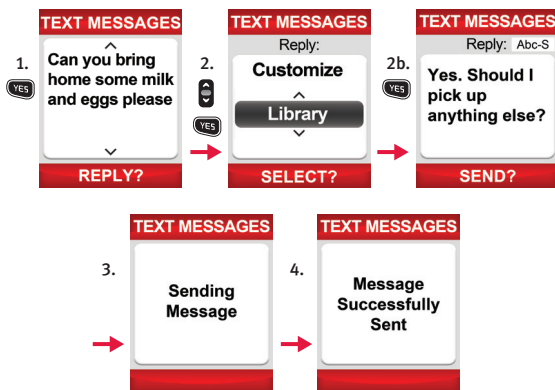 TEXT MESSAGES
1.
YES
Can you bring
home some milk
and eggs please
REPLY?
TEXT MESSAGES
Reply:
2.
YES
Customize
Library
SELECT?
TEXT MESSAGES
Reply: Abc-S
2b.
YES
Yes. Should I
pick up
anything else?
SEND?
TEXT MESSAGES
3.
Sending
Message
TEXT MESSAGES
4.
Message
Successfully
Sent